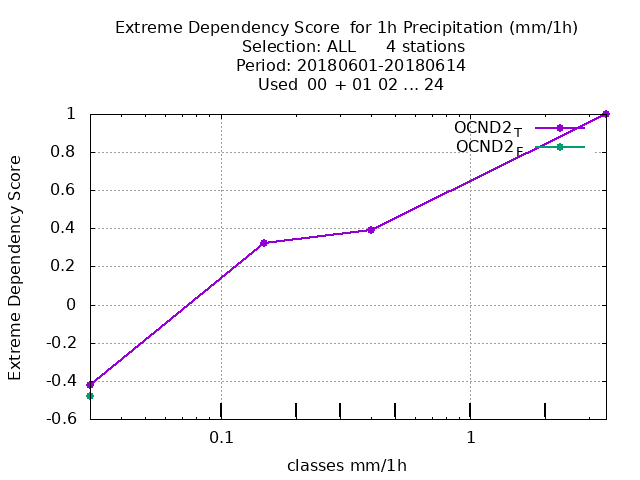 Extreme Dependency Score  for 1h Precipitation (mm/1h)
Selection: ALL      4 stations
Period: 20180601-20180614
Used  00 + 01 02 ... 24
OCND2_T
OCND2_F
1
0.8
0.6
0.4
0.2
0
-0.2
-0.4
-0.6
Extreme Dependency Score
0.1 1
classes mm/1h